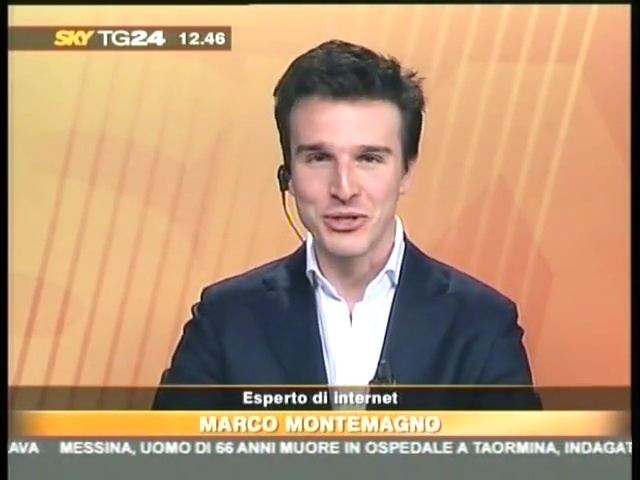 SKY TG24 12.46
Esperto di internet
MARCO MONTEMAGNO
AVA MESSINA, UOMO DI 66 ANNI MUORE IN OSPEDALE A TAORMINA, INDAGAT